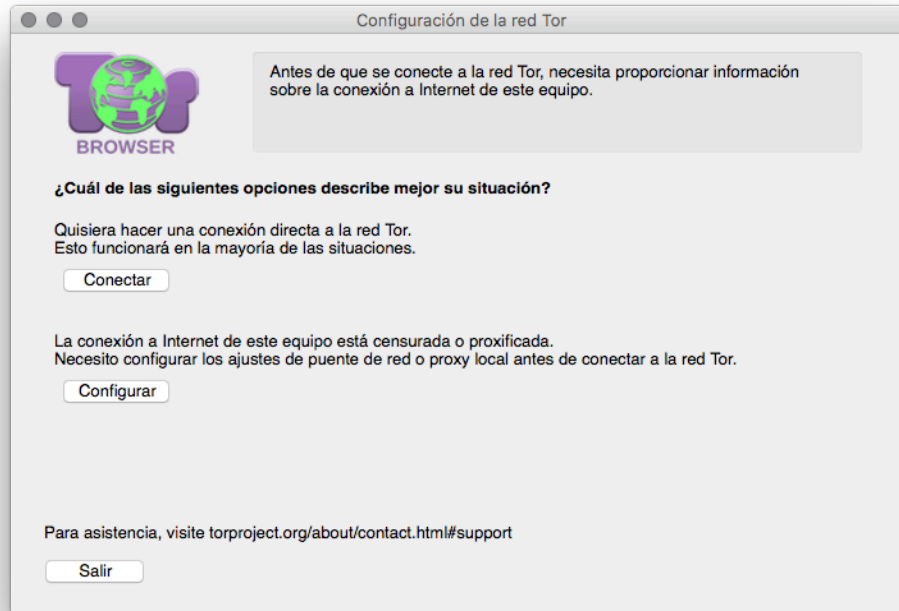 Configuración de la red Tor
Tor
BROWSER
Antes de que se conecte a la red Tor, necesita proporcionar información
sobre la conexión a Internet de este equipo.
¿Cuál de las siguientes opciones describe mejor su situación?
Quisiera hacer una conexión directa a la red Tor.
Esto funcionará en la mayoría de las situaciones.
Conectar
La conexión a Internet de este equipo está censurada o proxificada.
Necesito configurar los ajustes de puente de red o proxy local antes de conectar a la red Tor.
Configurar
Para asistencia, visite torproject.org/about/contact.html#support
Salir